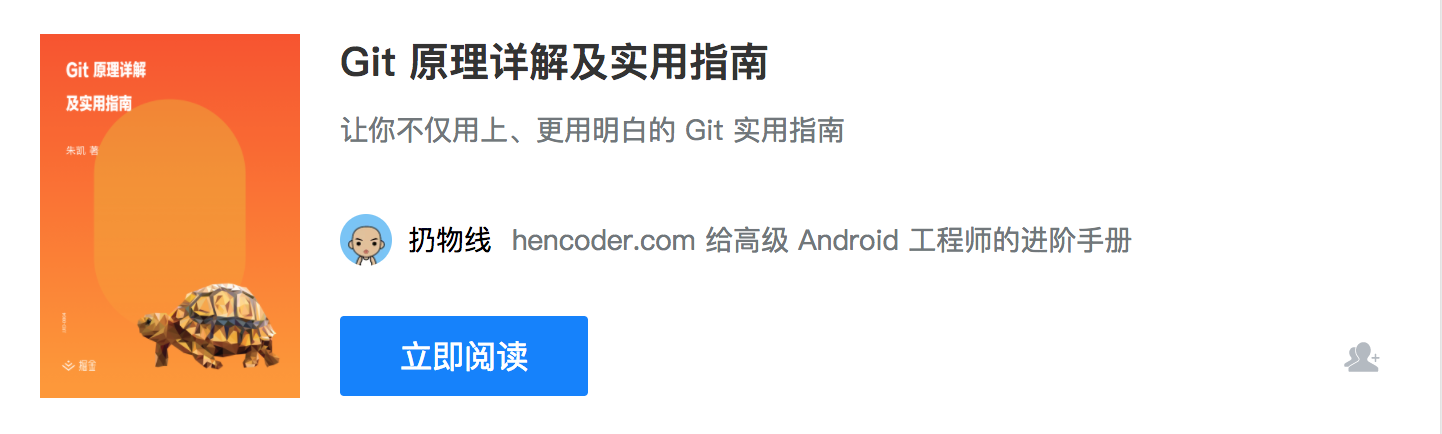 Git 原理详解
及实用指南
朱凯 著
掘金
Git 原理详解及实用指南
让你不仅用上、更用明白的 Git 实用指南
扔物线 hencoder.com 给高级 Android 工程师的进阶手册
立即阅读